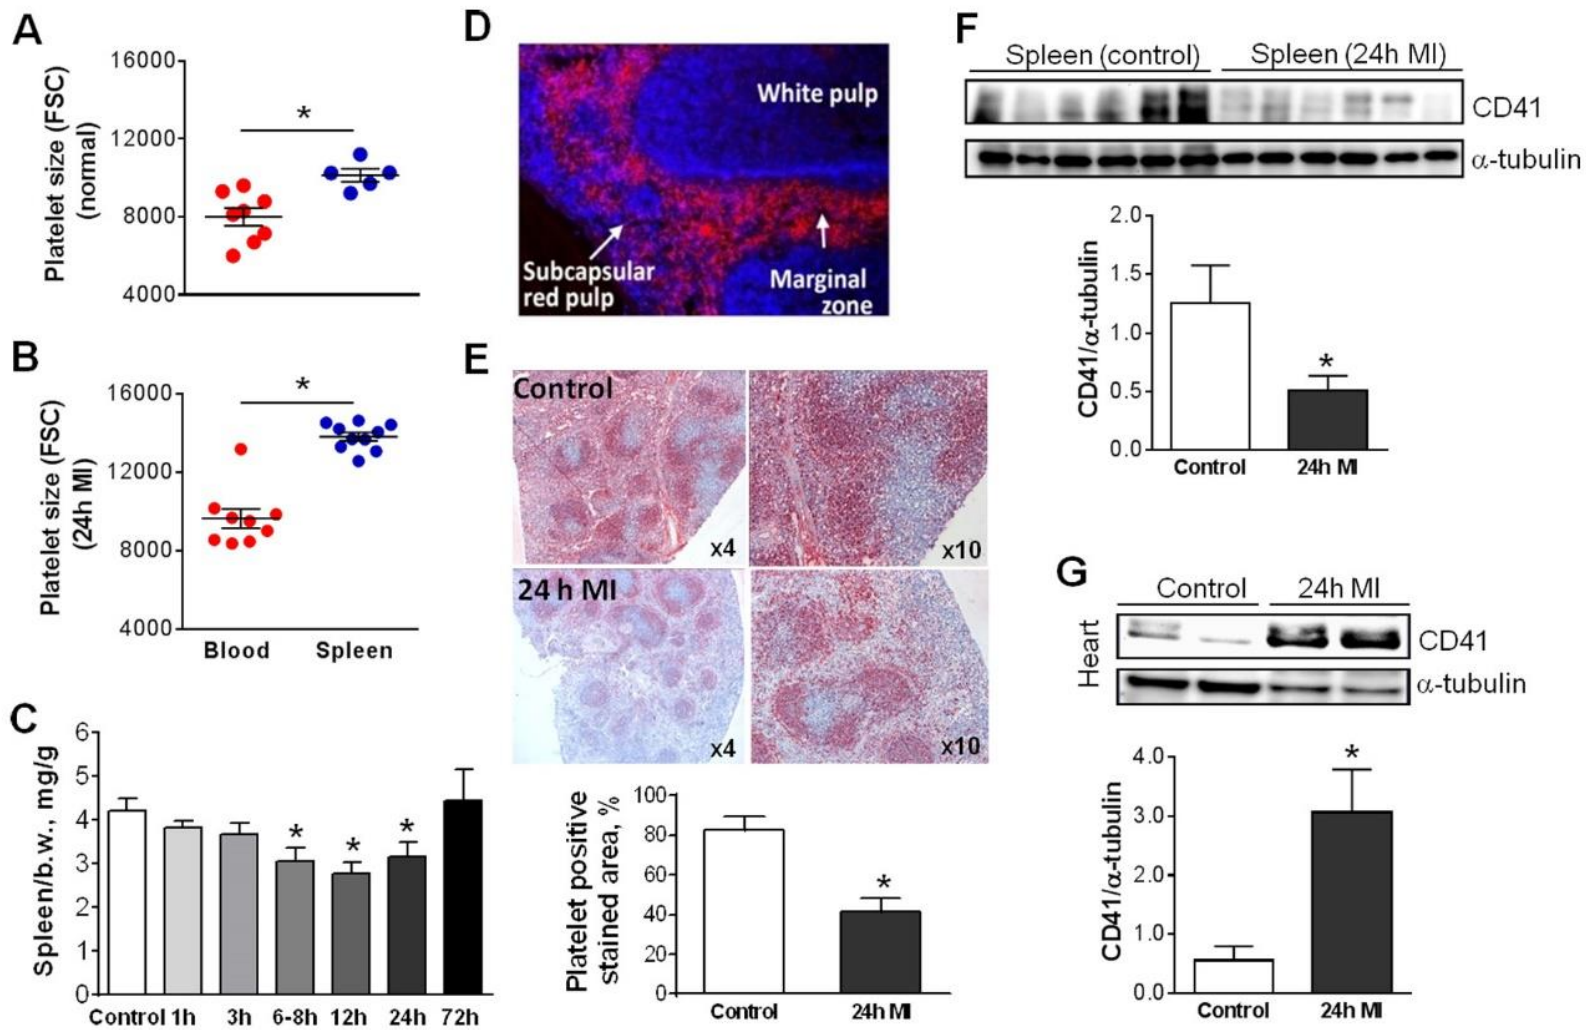 A
Platelet size (FSC)
(normal)
16000
12000
8000
4000
*
B
Platelet size (FSC)
(24h MI)
16000
12000
8000
4000
*
Blood
Spleen
C
Spleen/b.w., mg/g
6
5
4
3
2
1
0
*
*
*
Control 1h 3h 6-8h 12h 24h 72h
D
White pulp
Subcapsular
red pulp
Marginal
zone
E
Control
x4
x10
24 h MI
x4
x10
Platelet positive
stained area, %
100
80
60
40
20
0
*
Control
24h MI
F
Spleen (control)
Spleen (24h MI)
CD41
α-tubulin
CD41/α-tubulin
2.0
1.5
1.0
0.5
0.0
*
Control
24h MI
G
Control
24h MI
Heart
CD41
α-tubulin
CD41/α-tubulin
4.0
3.0
2.0
1.0
0.0
*
Control
24h MI